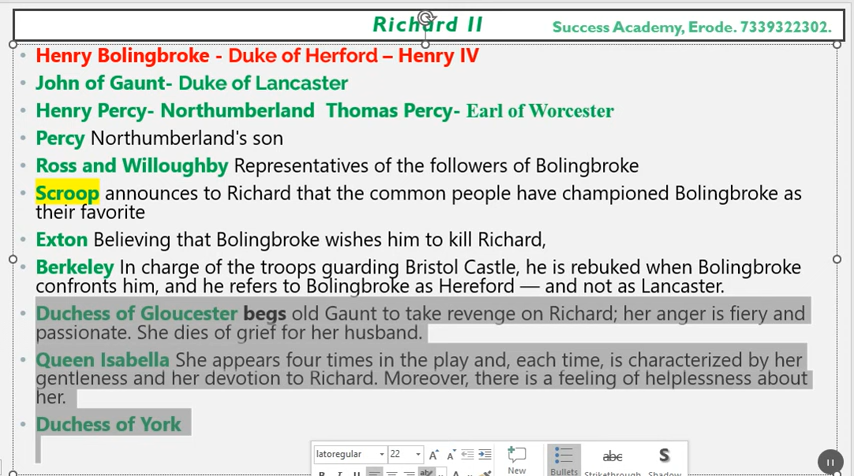 Richard II
Success Academy, Erode. 7339322302.
• Henry Bolingbroke - Duke of Herford – Henry IV
• John of Gaunt- Duke of Lancaster
• Henry Percy- Northumberland Thomas Percy- Earl of Worcester
• Percy Northumberland's son
• Ross and Willoughby Representatives of the followers of Bolingbroke
• Scroop announces to Richard that the common people have championed Bolingbroke as
their favorite
• Exton Believing that Bolingbroke wishes him to kill Richard,
• Berkeley In charge of the troops guarding Bristol Castle, he is rebuked when Bolingbroke
confronts him, and he refers to Bolingbroke as Hereford — and not as Lancaster.
• Duchess of Gloucester begs old Gaunt to take revenge on Richard; her anger is fiery and
passionate. She dies of grief for her husband.
• Queen Isabella She appears four times in the play and, each time, is characterized by her
gentleness and her devotion to Richard. Moreover, there is a feeling of helplessness about
her.
• Duchess of York
latoregular 22 A A abc S
B I U abc A New Bullets Strikethrough Shadow
11